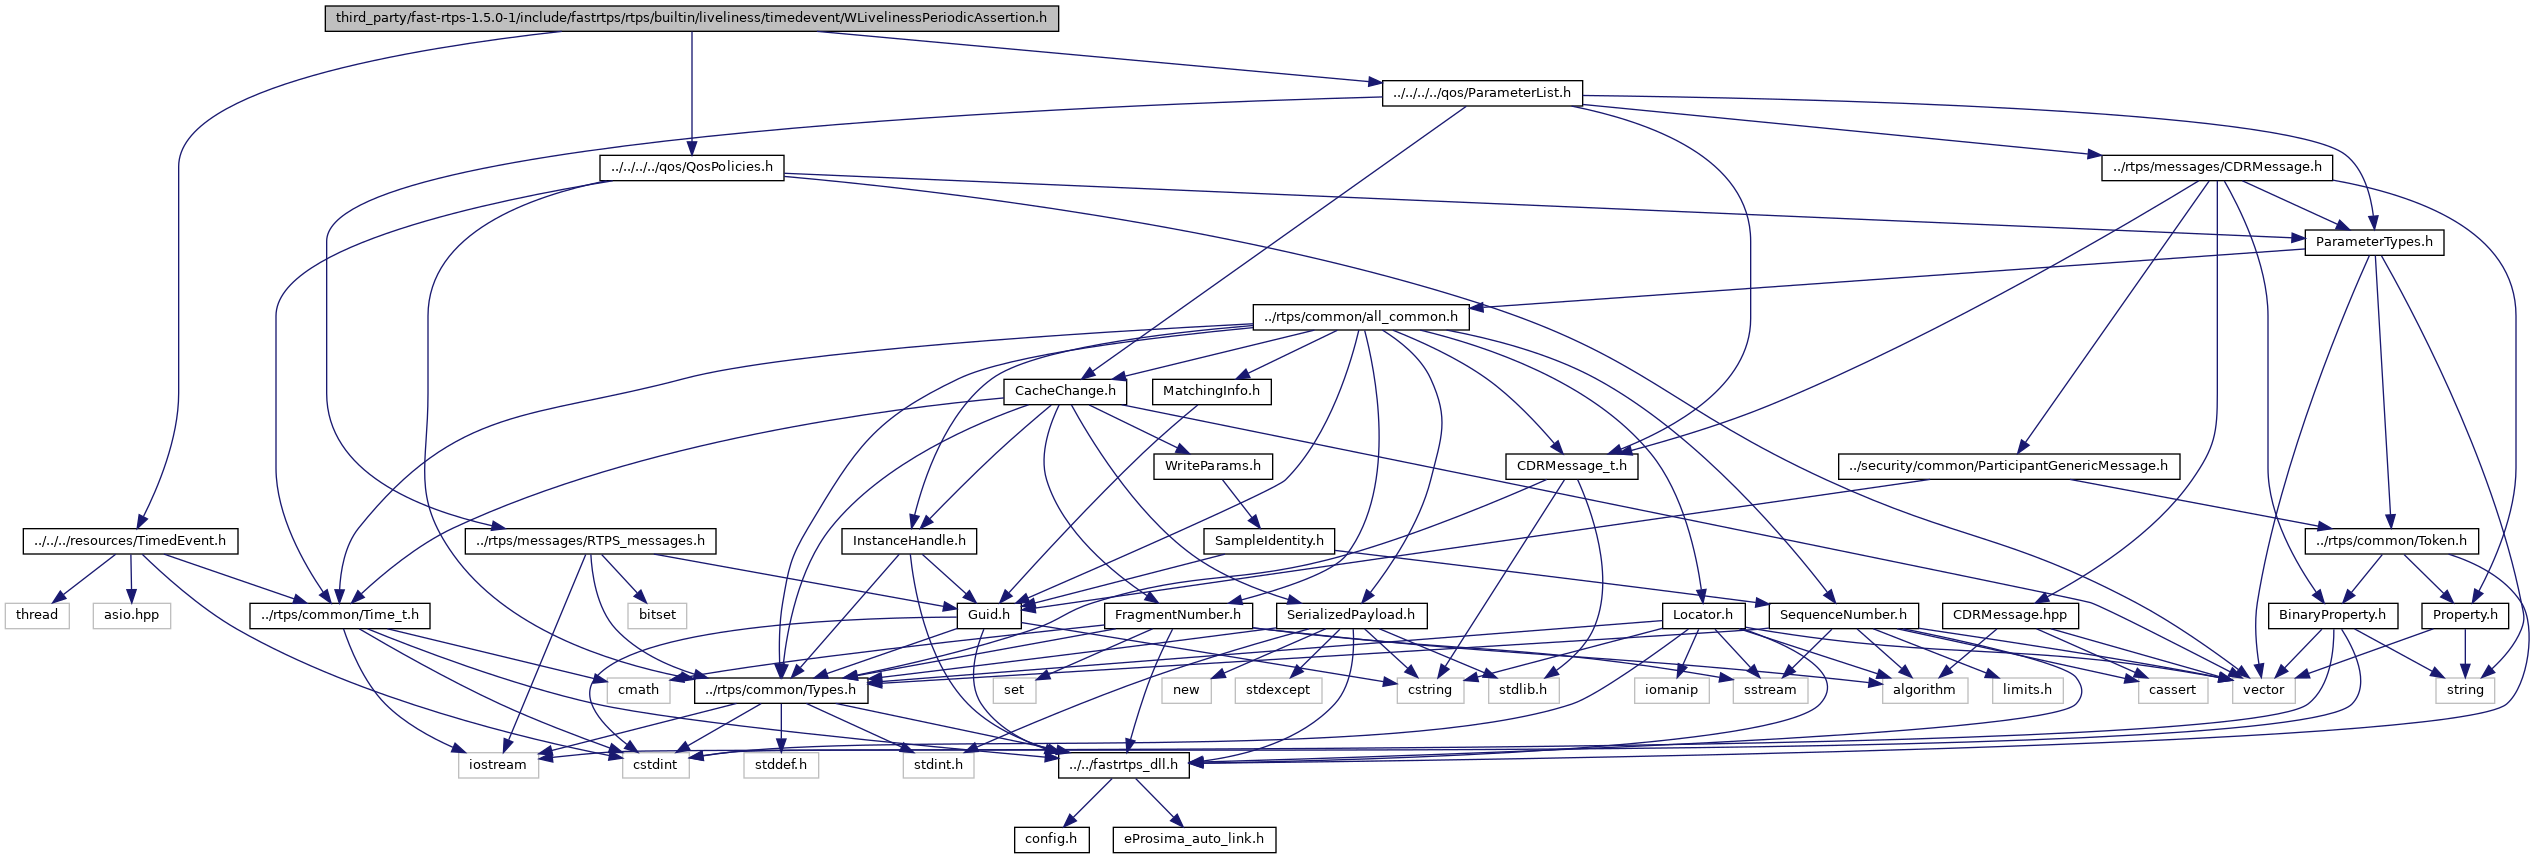 third_party/fast-rtps-1.5.0-1/include/fastrtps/rtps/builtin/liveliness/timedevent/WLivelinessPeriodicAssertion.h
../../../../qos/ParameterList.h
../../../../qos/QosPolicies.h
../rtps/messages/CDRMessage.h
ParameterTypes.h
../rtps/common/all_common.h
CacheChange.h
MatchingInfo.h
WriteParams.h
CDRMessage_t.h
../security/common/ParticipantGenericMessage.h
../../../resources/TimedEvent.h
../rtps/messages/RTPS_messages.h
InstanceHandle.h
SampleIdentity.h
../rtps/common/Token.h
thread
asio.hpp
../rtps/common/Time_t.h
bitset
Guid.h
FragmentNumber.h
SerializedPayload.h
Locator.h
SequenceNumber.h
CDRMessage.hpp
BinaryProperty.h
Property.h
cmath
../rtps/common/Types.h
set
new
stdexcept
cstring
stdlib.h
iomanip
sstream
algorithm
limits.h
cassert
vector
string
iostream
cstdint
stddef.h
stdint.h
../../fastrtps_dll.h
config.h
eProsima_auto_link.h